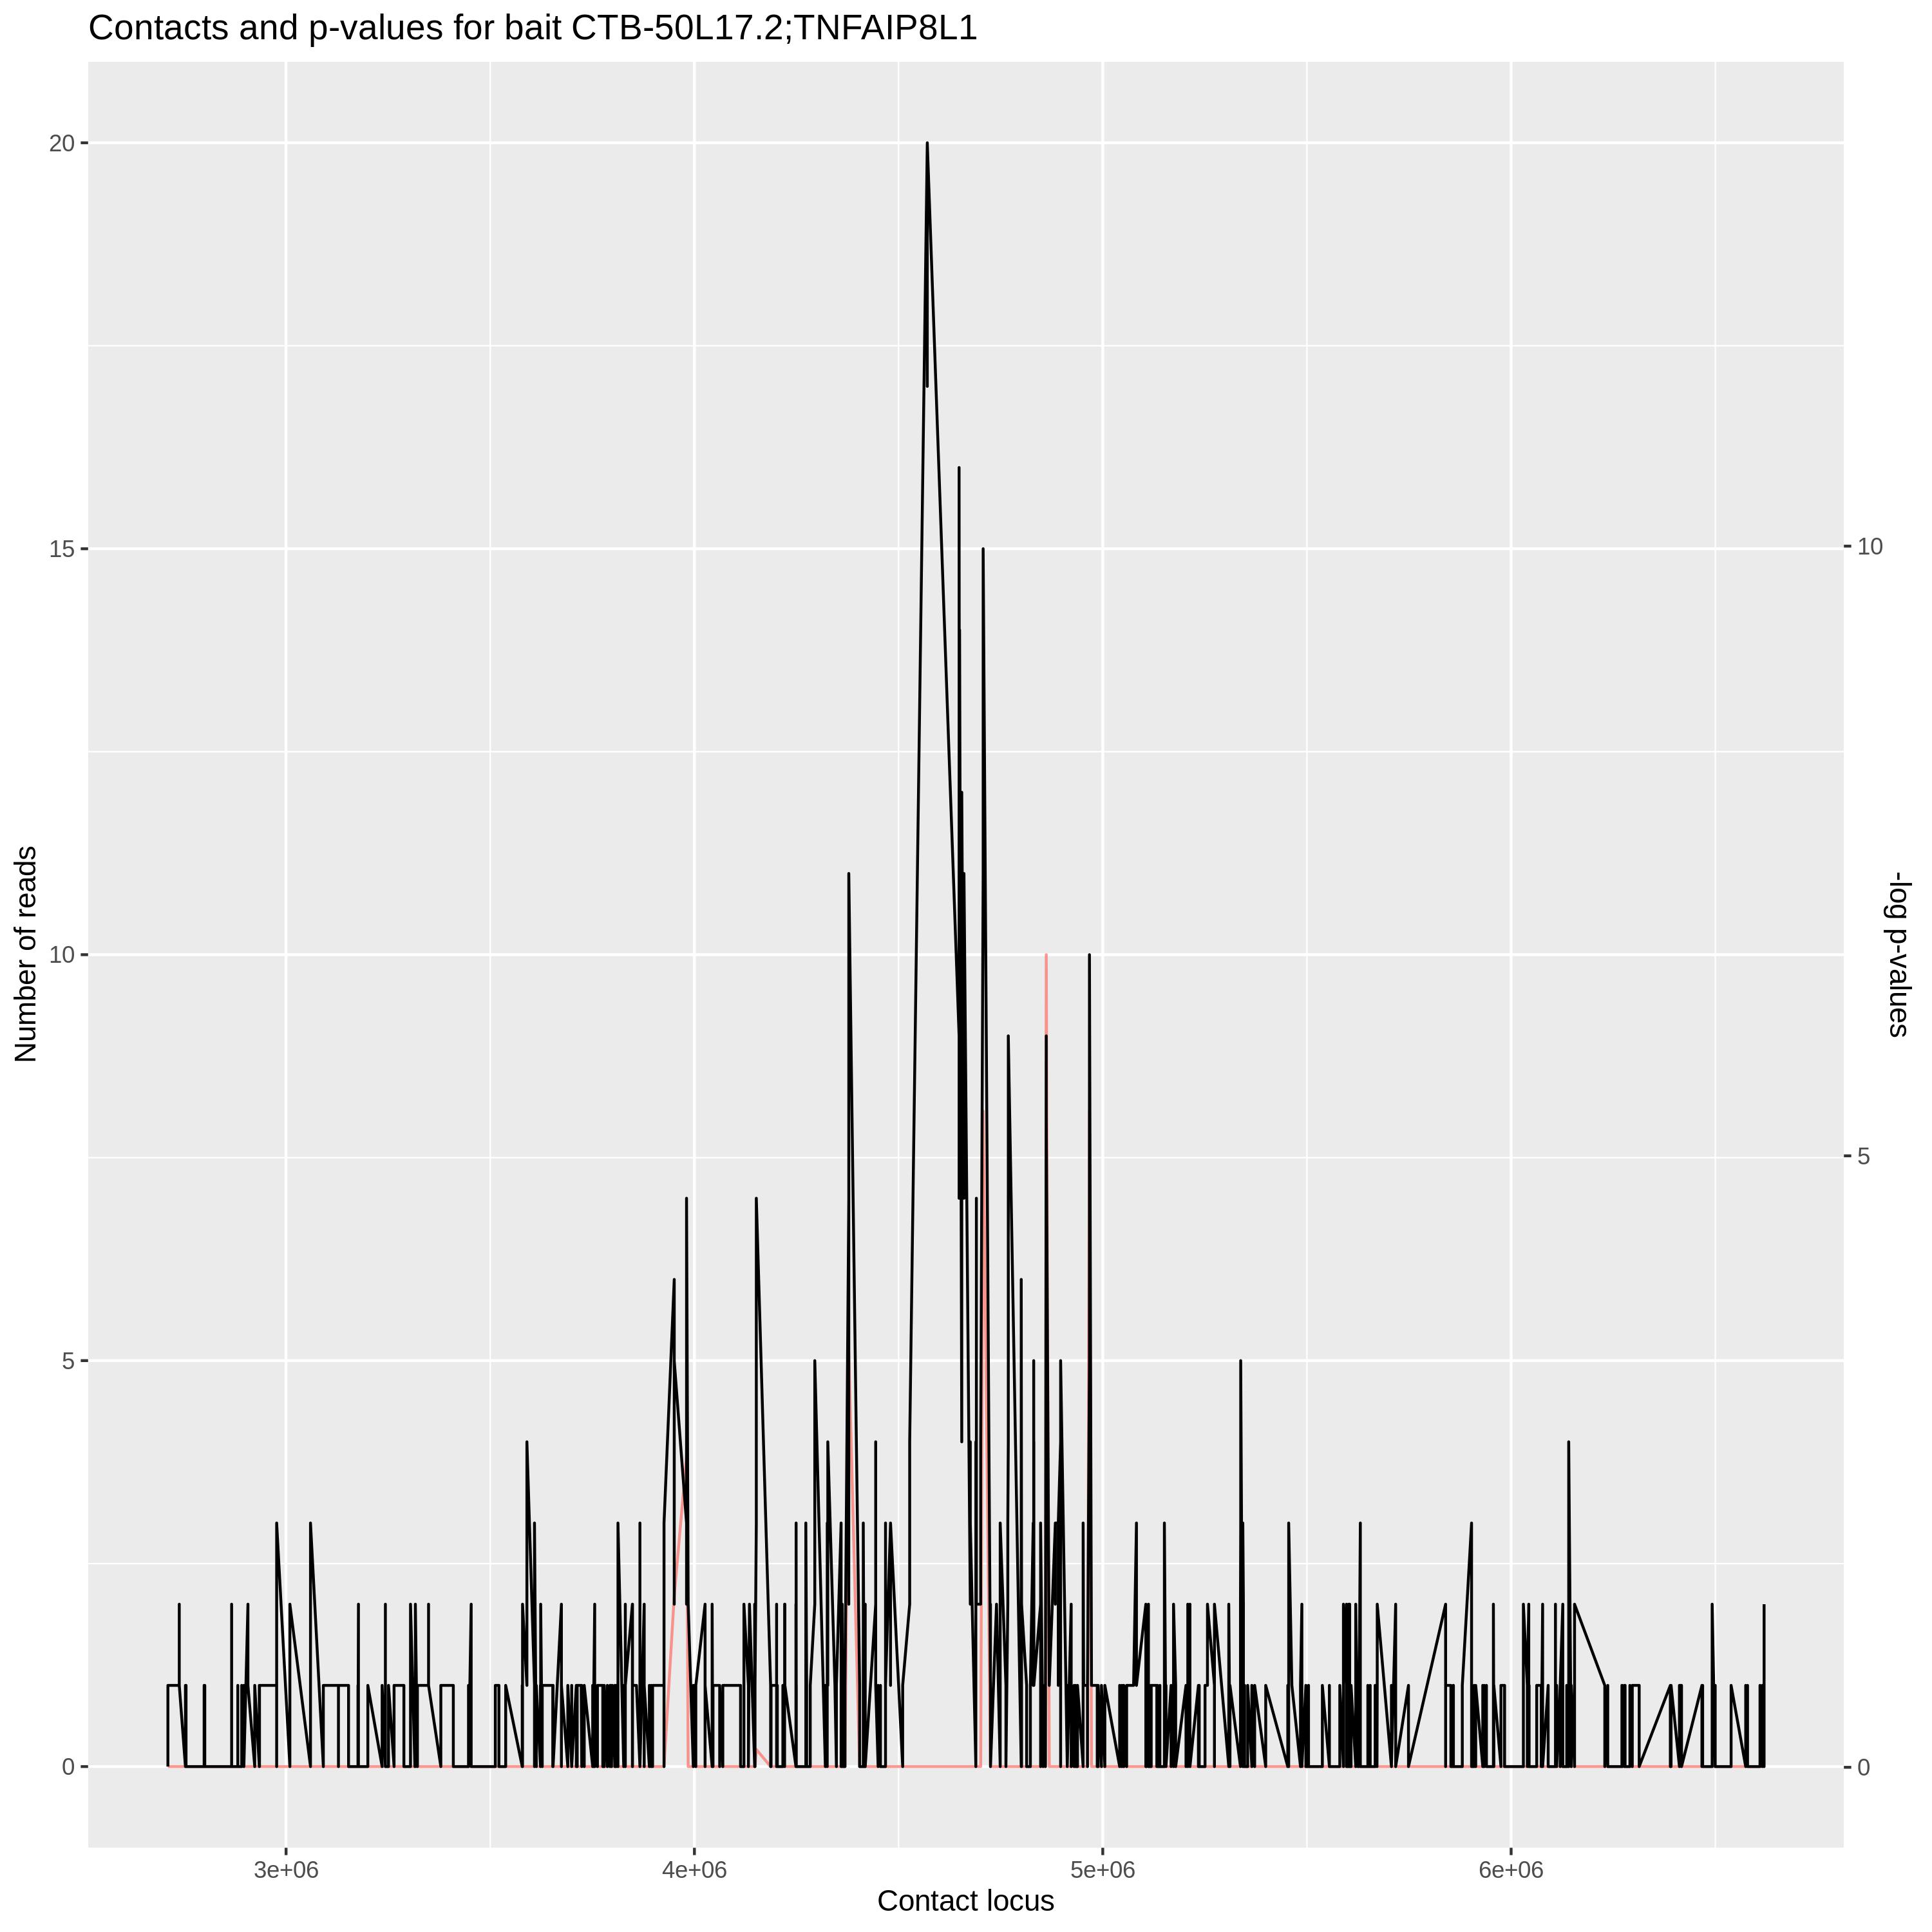 Contacts and p-values for bait CTB-50L17.2;TNFAIP8L1
20
15
10
5
0
Number of reads
10
5
0
-log p-values
3e+06
4e+06
5e+06
6e+06
Contact locus